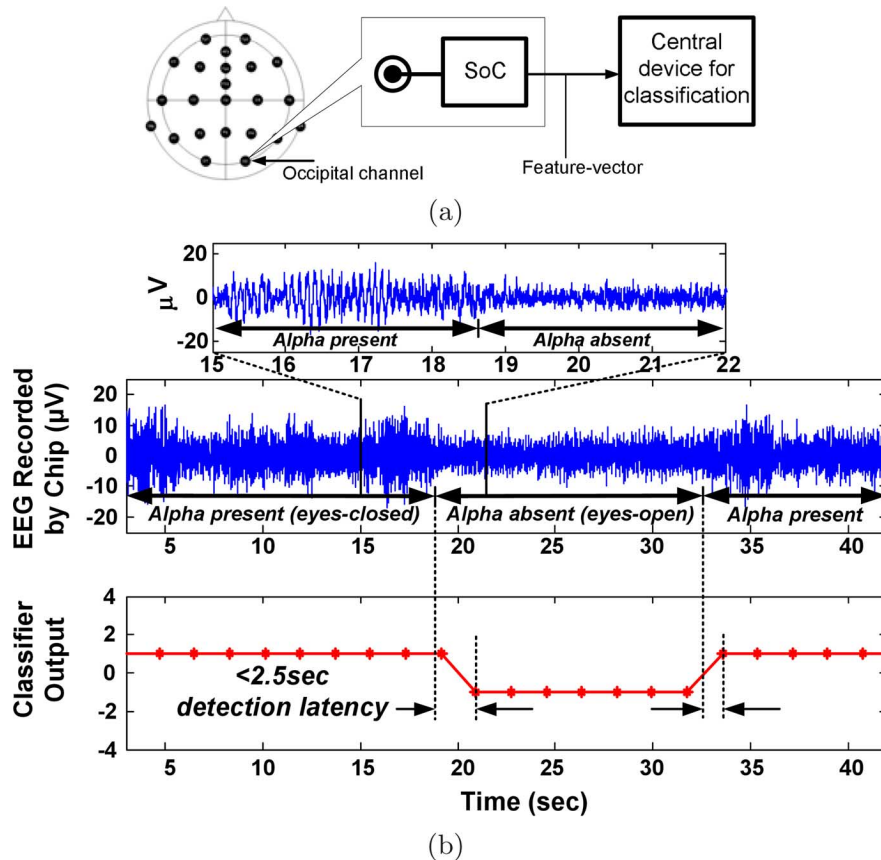 SoC
Central
device for
classification
Occipital channel
Feature-vector
(a)
20
0
-20
μV
Alpha present
Alpha absent
15 16 17 18 19 20 21 22
EEG Recorded
by Chip (μV)
20
10
0
-10
-20
Alpha present (eyes-closed)
Alpha absent (eyes-open)
Alpha present
5 10 15 20 25 30 35 40
Classifier
Output
4
2
0
-2
-4
<2.5sec
detection latency
5 10 15 20 25 30 35 40
Time (sec)
(b)